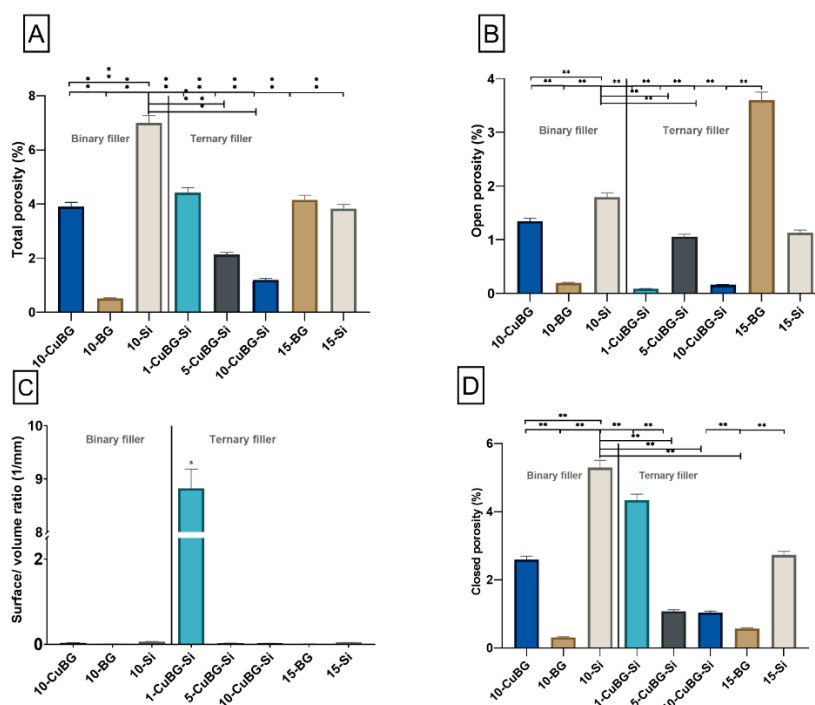 A
Total porosity (%)
8
6
4
2
0
Binary filler
Ternary filler
10-CuBG
10-BG
10-Si
1-CuBG-Si
5-CuBG-Si
10-CuBG-Si
15-BG
15-Si
B
Open porosity (%)
4
3
2
1
0
** ** ** ** ** ** ** **
**
**
**
Binary filler
Ternary filler
10-CuBG
10-BG
10-Si
1-CuBG-Si
5-CuBG-Si
10-CuBG-Si
15-BG
15-Si
C
Surface/ volume ratio (1/mm)
10
9
8
2
0
Binary filler
Ternary filler
*
10-CuBG
10-BG
10-Si
1-CuBG-Si
5-CuBG-Si
10-CuBG-Si
15-BG
15-Si
D
Closed porosity (%)
6
4
2
0
**
** ** ** ** ** **
**
**
**
Binary filler
Ternary filler
10-CuBG
10-BG
10-Si
1-CuBG-Si
5-CuBG-Si
10-CuBG-Si
15-BG
15-Si